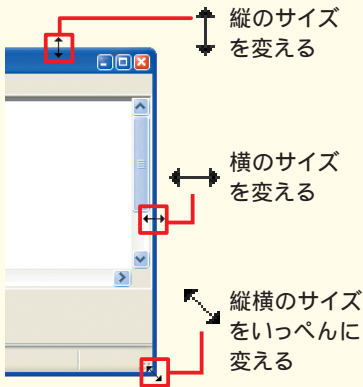 縦のサイズ
を変える
横のサイズ
を変える
縦横のサイズ
をいっぺんに
変える